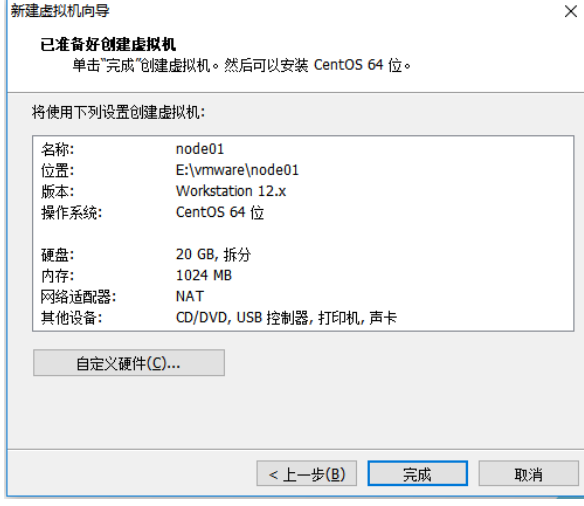 新建虚拟机向导
已准备好创建虚拟机
单击"完成"创建虚拟机。然后可以安装 CentOS 64 位。
将使用下列设置创建虚拟机:
名称: node01
位置: E:\vmware\node01
版本: Workstation 12.x
操作系统: CentOS 64 位
硬盘: 20 GB, 拆分
内存: 1024 MB
网络适配器: NAT
其他设备: CD/DVD, USB 控制器, 打印机, 声卡
自定义硬件(C)...
< 上一步(B) 完成 取消